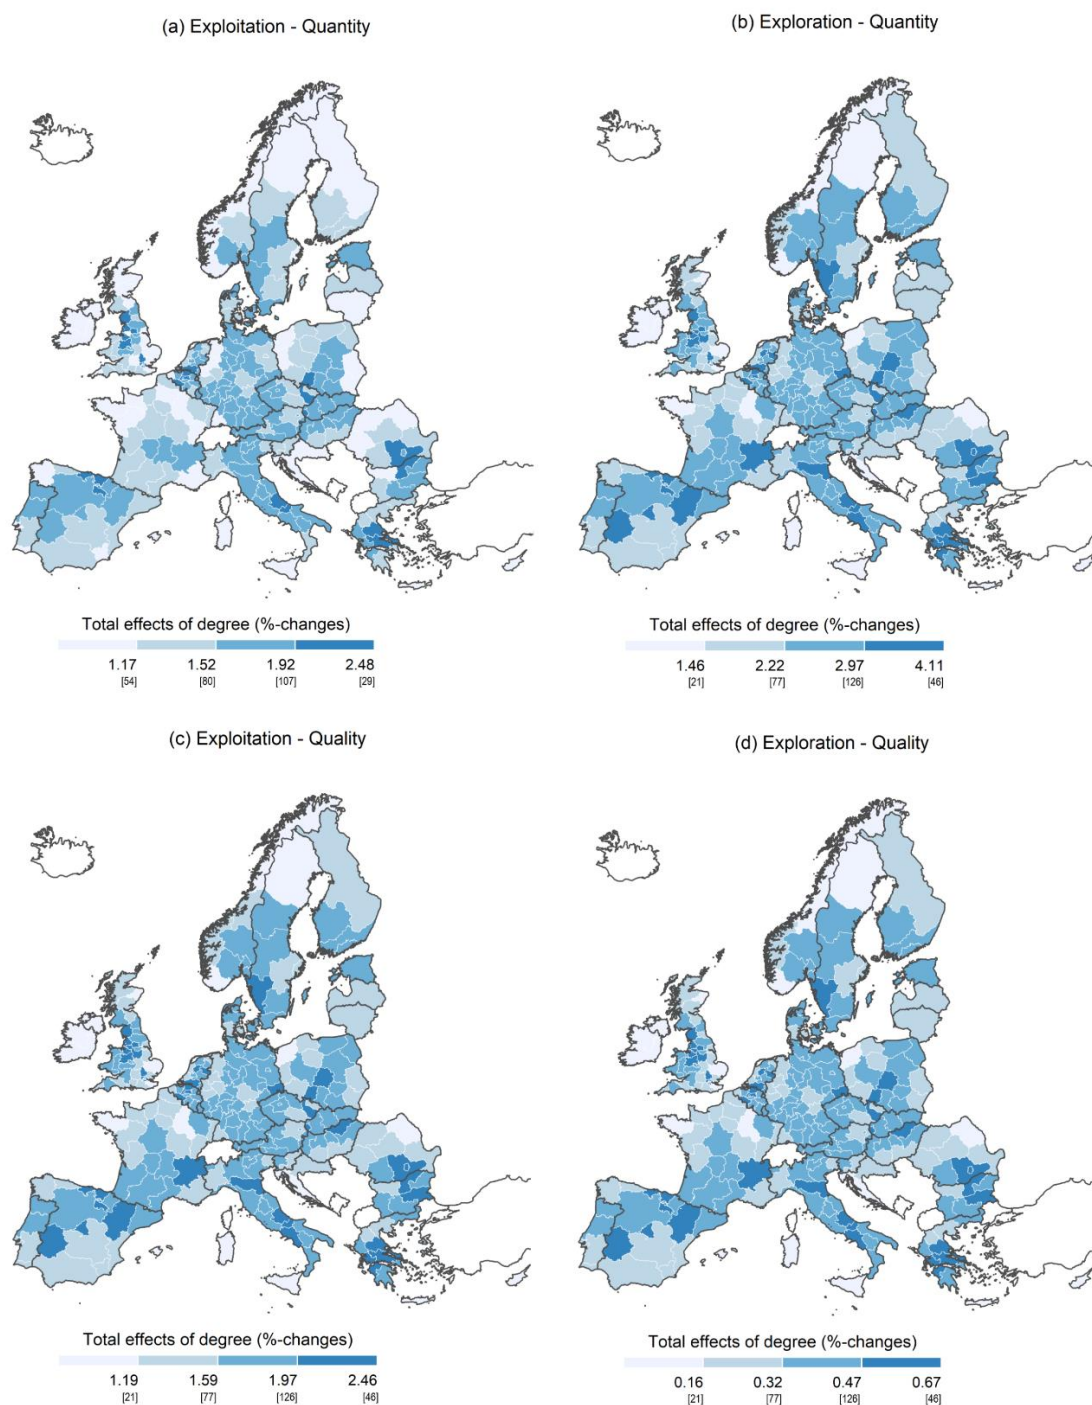 (a) Exploitation - Quantity
(b) Exploration - Quantity
Total effects of degree (%-changes)
1.17 1.52 1.92 2.48
[54] [80] [107] [29]
Total effects of degree (%-changes)
1.46 2.22 2.97 4.11
[21] [77] [126] [46]
(c) Exploitation - Quality
(d) Exploration - Quality
Total effects of degree (%-changes)
1.19 1.59 1.97 2.46
[21] [77] [126] [46]
Total effects of degree (%-changes)
0.16 0.32 0.47 0.67
[21] [77] [126] [46]